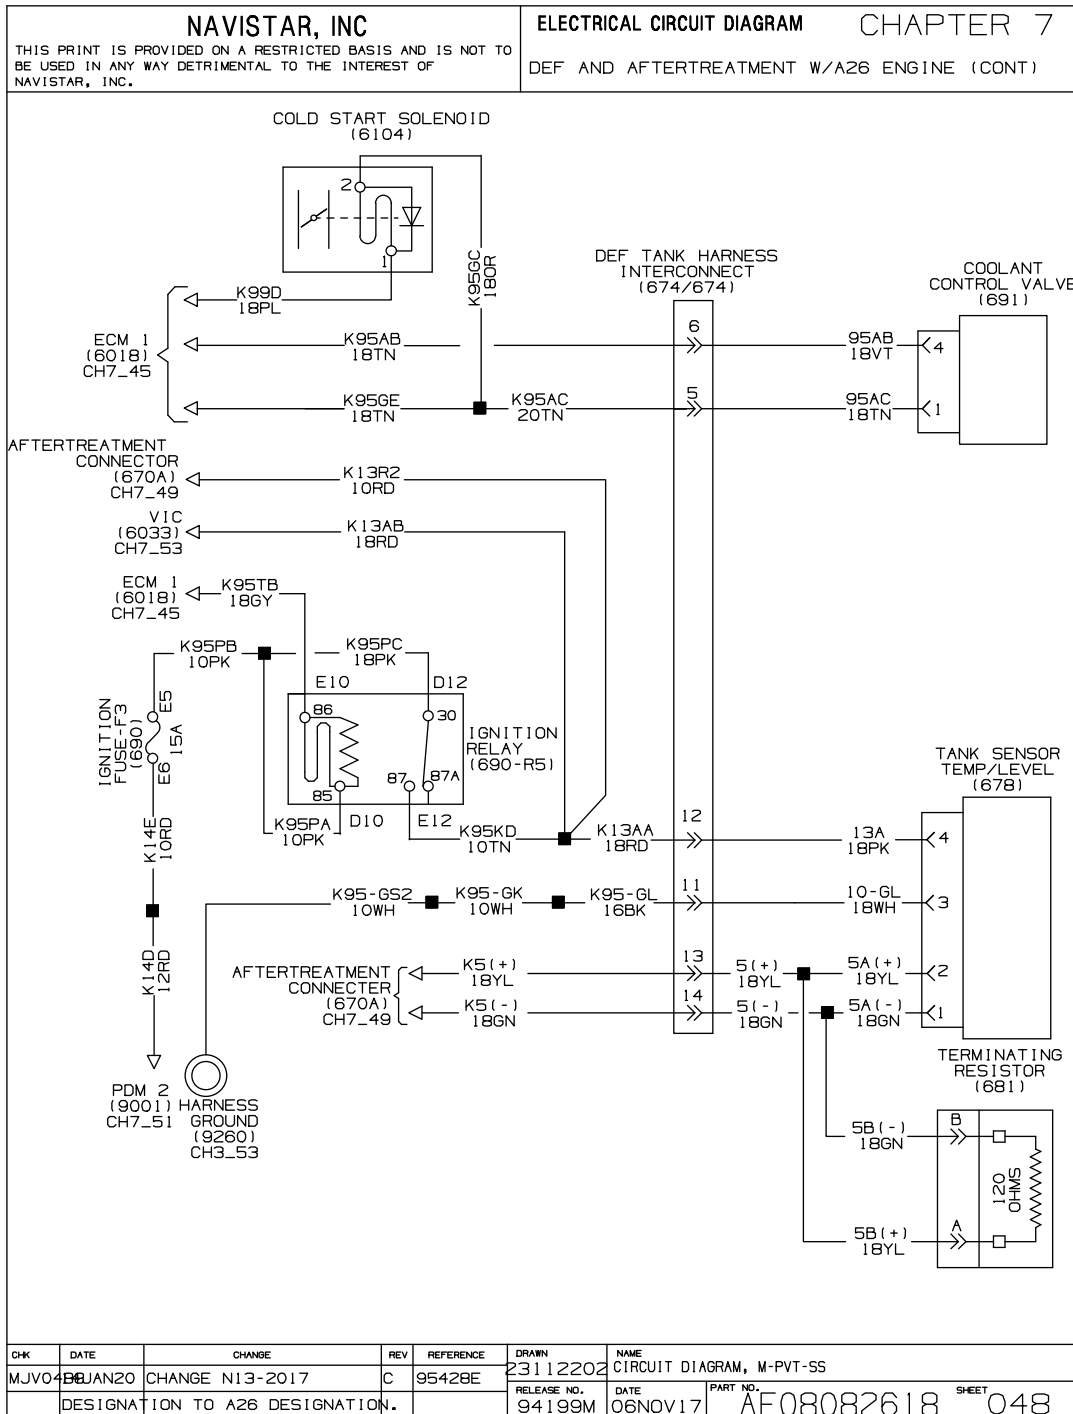 NAVISTAR, INC
THIS PRINT IS PROVIDED ON A RESTRICTED BASIS AND IS NOT TO
BE USED IN ANY WAY DETRIMENTAL TO THE INTEREST OF
NAVISTAR, INC.
ELECTRICAL CIRCUIT DIAGRAM CHAPTER 7
DEF AND AFTERTREATMENT W/A26 ENGINE (CONT)
COLD START SOLENOID
(6104)
2
1
K95GC
18OR
DEF TANK HARNESS
INTERCONNECT
(674/674)
COOLANT
CONTROL VALVE
(691)
K99D
18PL
ECM 1
(6018)
CH7_45
K95AB
18TN
6
95AB
18VT
4
K95GE
18TN
K95AC
20TN
5
95AC
18TN
1
AFTERTREATMENT
CONNECTOR
(670A)
CH7_49
K13R2
10RD
VIC
(6033)
CH7_53
K13AB
18RD
ECM 1
(6018)
CH7_45
K95TB
18GY
K95PB
10PK
K95PC
18PK
E10
D12
86
30
IGNITION
RELAY
(690-R5)
87
87A
85
D10
E12
IGNITION
FUSE-F3
(690)
E5
15A
E6
K95PA
10PK
K95KD
10TN
K13AA
18RD
12
13A
18PK
4
TANK SENSOR
TEMP/LEVEL
(678)
K14E
10RD
K95-GS2
10WH
K95-GK
10WH
K95-GL
16BK
11
10-GL
18WH
3
K14D
12RD
AFTERTREATMENT
CONNECTER
(670A)
CH7_49
K5(+)
18YL
13
5(+)
18YL
5A(+)
18YL
2
K5(-)
18GN
14
5(-)
18GN
5A(-)
18GN
1
PDM 2
(9001)
CH7_51
HARNESS
GROUND
(9260)
CH3_53
TERMINATING
RESISTOR
(681)
5B(-)
18GN
B
120
OHMS
5B(+)
18YL
A
CHK DATE CHANGE REV REFERENCE
CHANGE N13-2017 C 95428E
DESIGNATION TO A26 DESIGNATION.
DRAWN
23112202
NAME
CIRCUIT DIAGRAM, M-PVT-SS
RELEASE NO.
94199M
DATE
06NOV17
PART NO.
AF08082618
SHEET
048